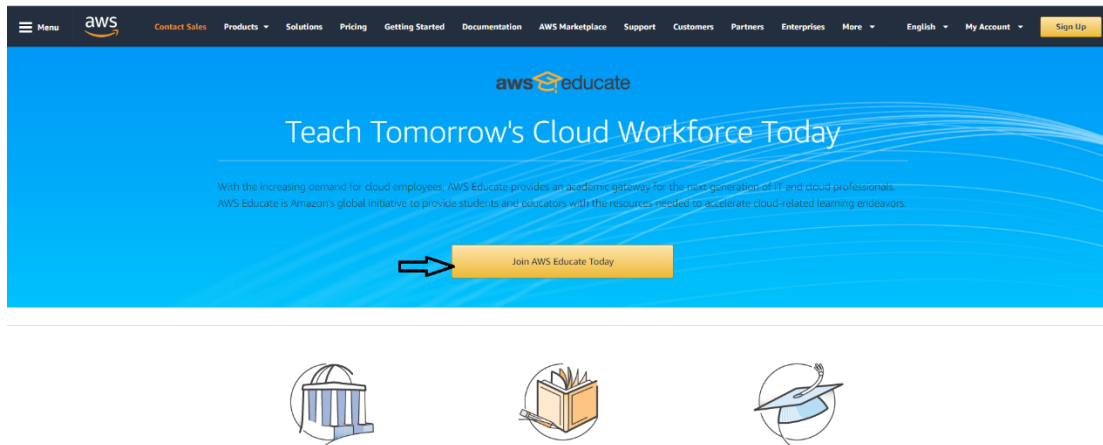 Menu aws Contact Sales Products Solutions Pricing Getting Started Documentation AWS Marketplace Support Customers Partners Enterprises More English My Account Sign Up
aws educate
Teach Tomorrow's Cloud Workforce Today
With the increasing demand for cloud employees, AWS Educate provides an academic gateway for the next generation of IT and cloud professionals.
AWS Educate is Amazon's global initiative to provide students and educators with the resources needed to accelerate cloud-related learning endeavors.
Join AWS Educate Today